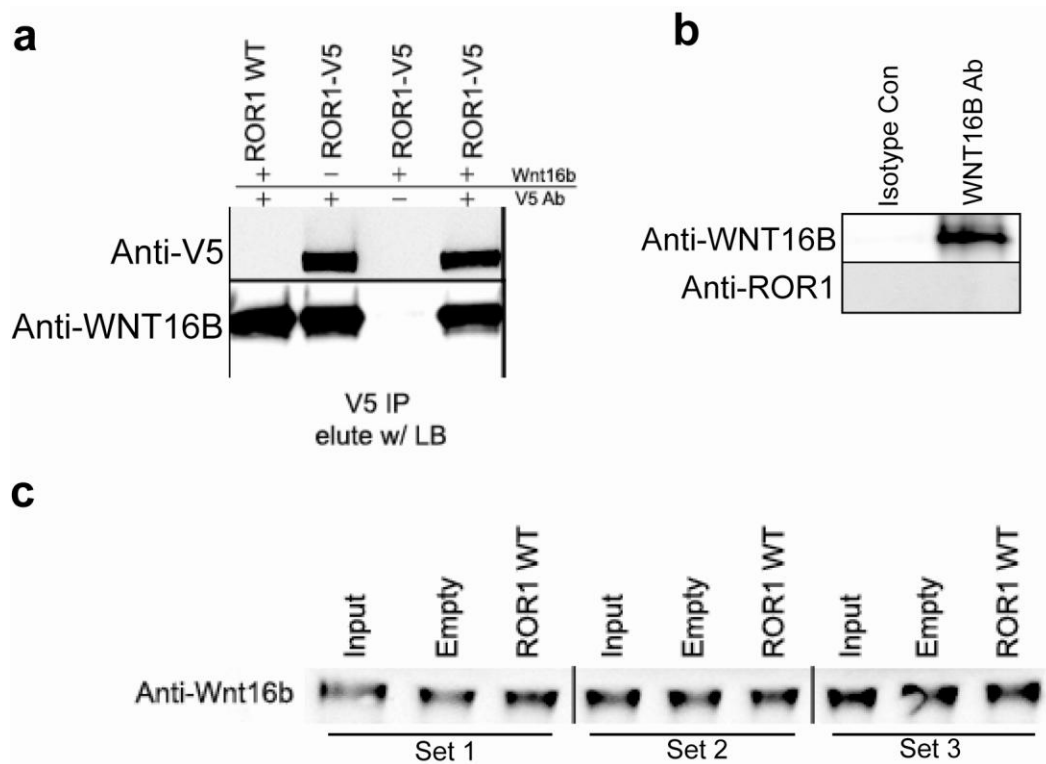 a
ROR1 WT
ROR1-V5
ROR1-V5
ROR1-V5
+ − + + Wnt16b
+ + − + V5 Ab
Anti-V5
Anti-WNT16B
V5 IP
elute w/ LB
b
Isotype Con
WNT16B Ab
Anti-WNT16B
Anti-ROR1
c
Input
Empty
ROR1 WT
Input
Empty
ROR1 WT
Input
Empty
ROR1 WT
Anti-Wnt16b
Set 1
Set 2
Set 3